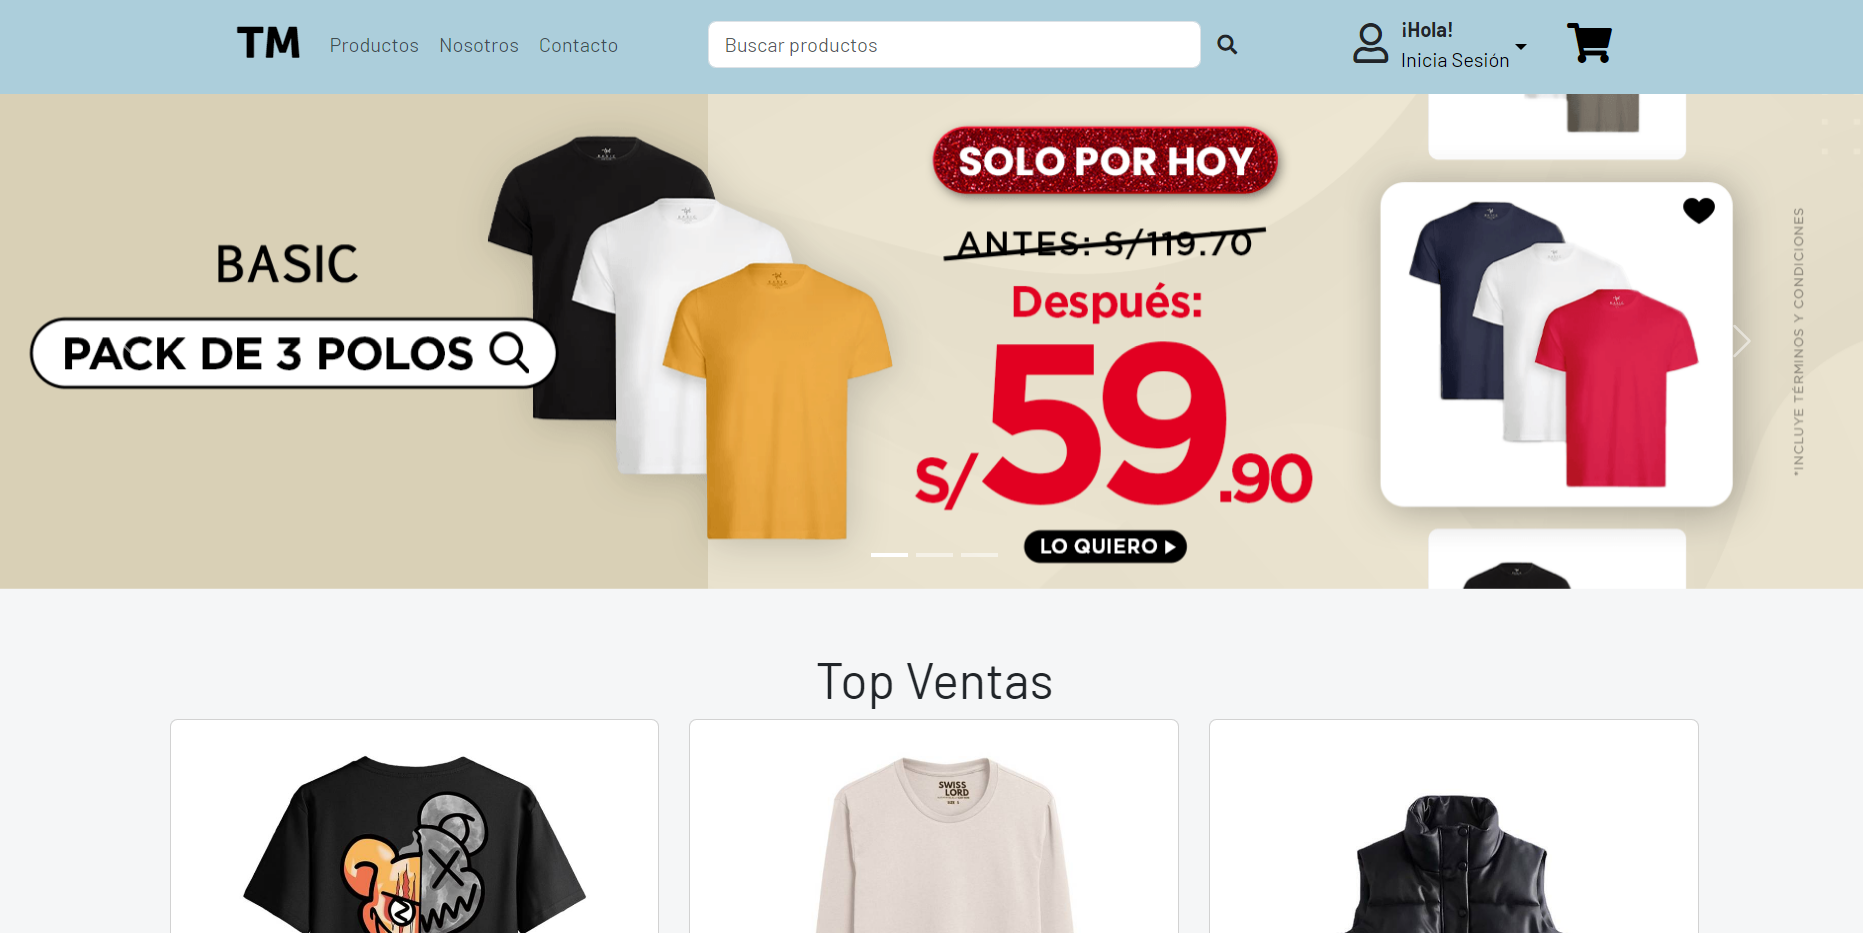 TM
Productos
Nosotros
Contacto
Buscar productos
¡Hola!
Inicia Sesión
BASIC
PACK DE 3 POLOS
SOLO POR HOY
ANTES: S/119.70
Después:
S/59.90
LO QUIERO
*INCLUYE TÉRMINOS Y CONDICIONES
Top Ventas
SWISS
LORD